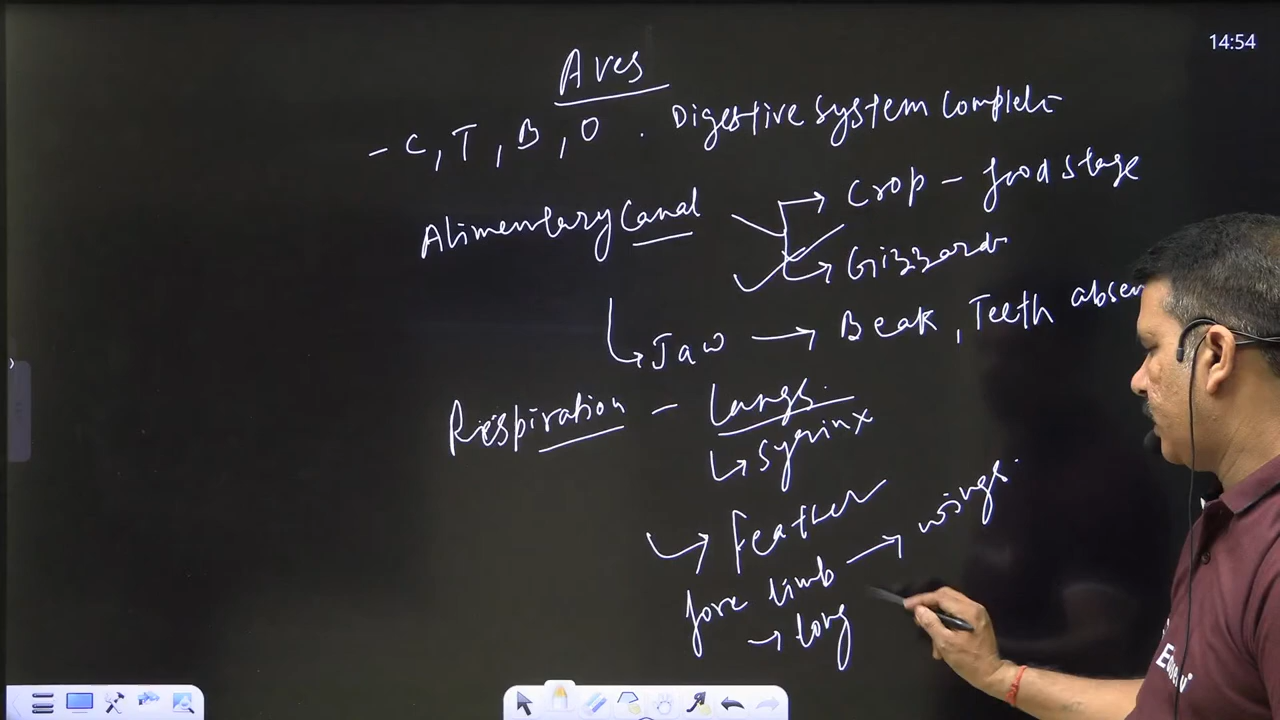 14:54
Aves
- C, T, B, O . Digestive system complete
Alimentary Canal → Crop - food stage
→ Gizzard
↳ Jaw → Beak, Teeth absen
Respiration - Lungs.
↳ Syrinx
↳ Feather
fore limb → wings.
→ long